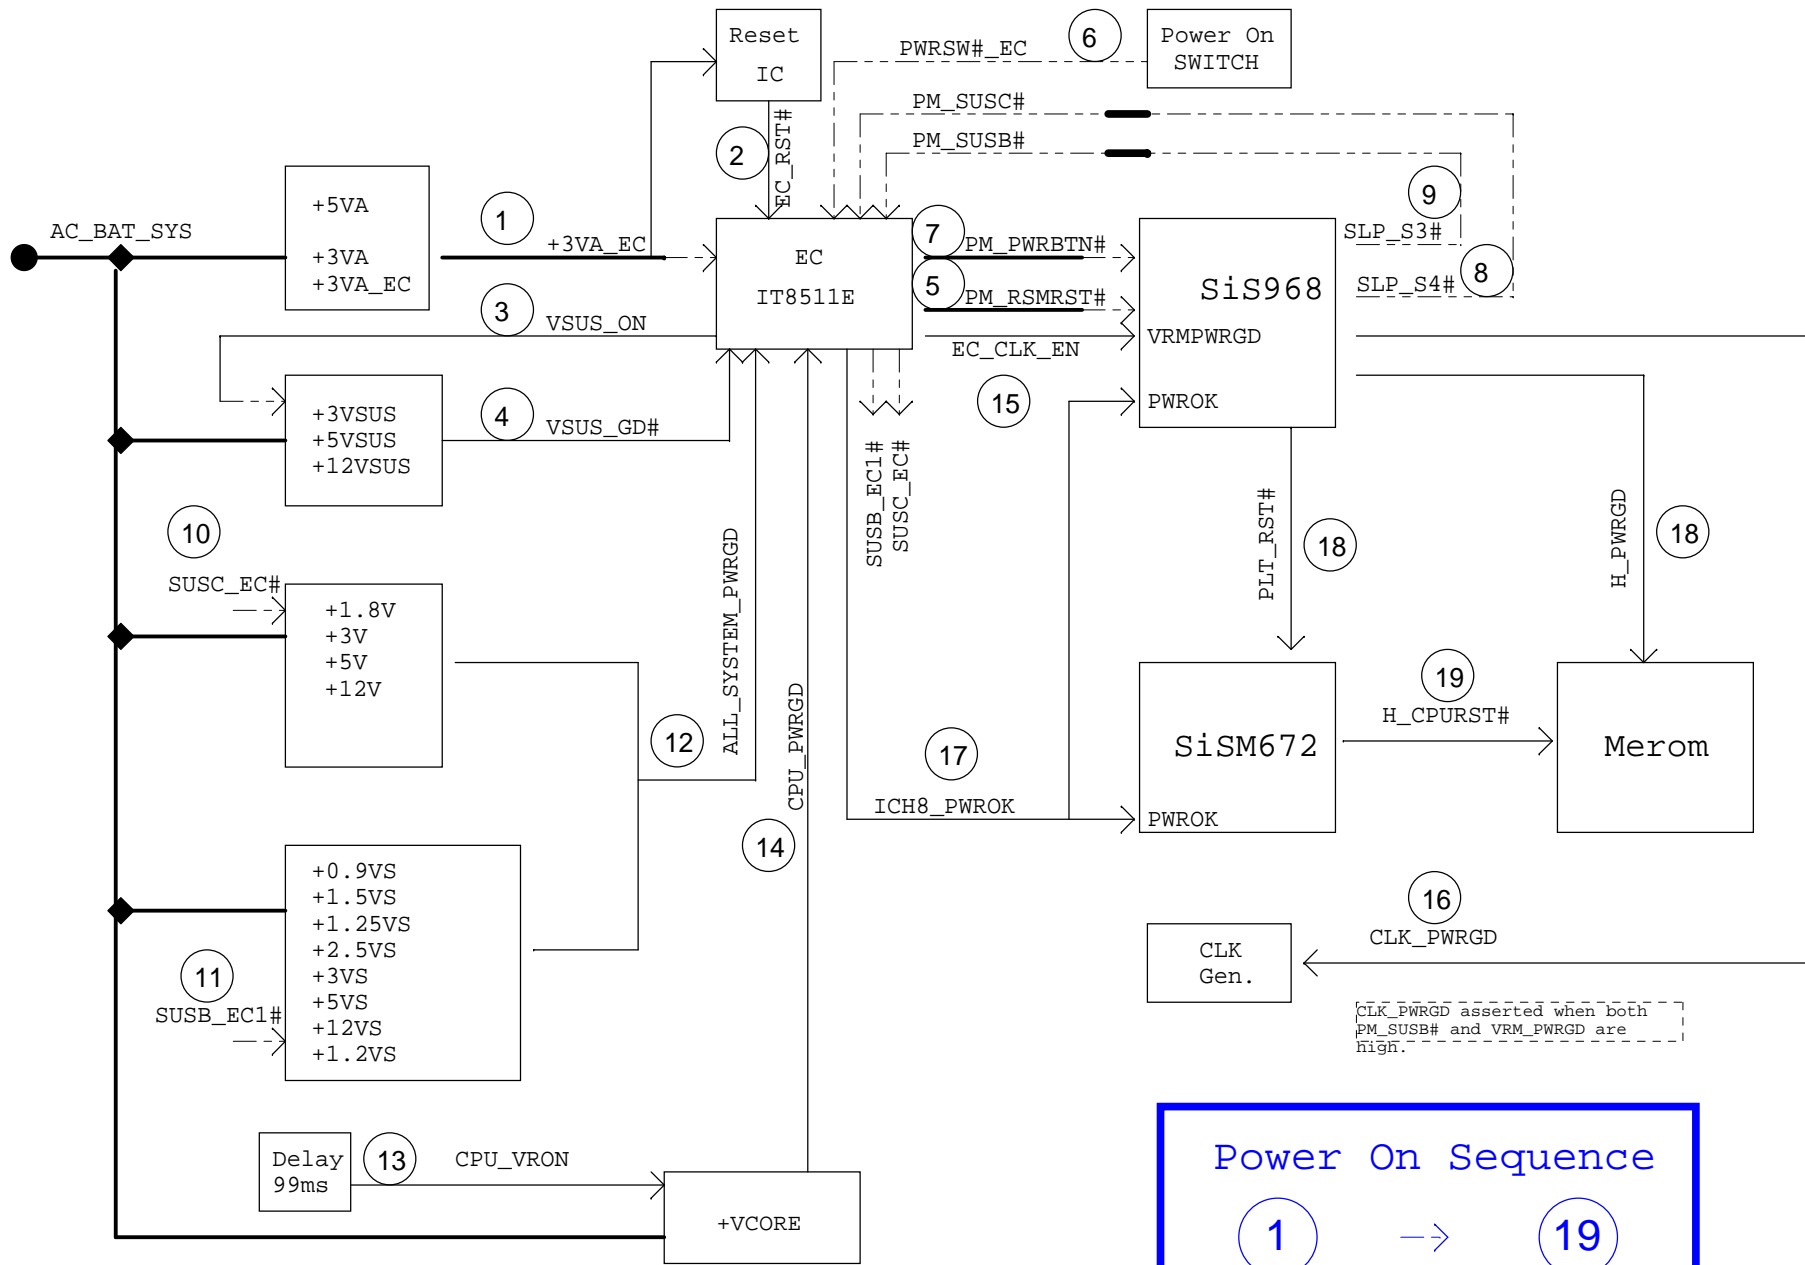 Reset
IC
PWRSW#_EC
6
Power On
SWITCH
PM_SUSC#
PM_SUSB#
2
EC_RST#
9
+5VA
+3VA
+3VA_EC
1
AC_BAT_SYS
+3VA_EC
EC
IT8511E
7
PM_PWRBTN#
5
PM_RSMRST#
SiS968
VRMPWRGD
PWROK
SLP_S3#
SLP_S4#
8
3
VSUS_ON
EC_CLK_EN
15
+3VSUS
+5VSUS
+12VSUS
4
VSUS_GD#
SUSB_EC1#
SUSC_EC#
10
SUSC_EC#
+1.8V
+3V
+5V
+12V
12
ALL_SYSTEM_PWRGD
CPU_PWRGD
14
PLT_RST#
18
H_PWRGD
18
17
ICH8_PWROK
SiSM672
PWROK
19
H_CPURST#
Merom
+0.9VS
+1.5VS
+1.25VS
+2.5VS
+3VS
+5VS
+12VS
+1.2VS
11
SUSB_EC1#
16
CLK_PWRGD
CLK
Gen.
CLK_PWRGD asserted when both
PM_SUSB# and VRM_PWRGD are
high.
Delay
99ms
13
CPU_VRON
+VCORE
Power On Sequence
1
19